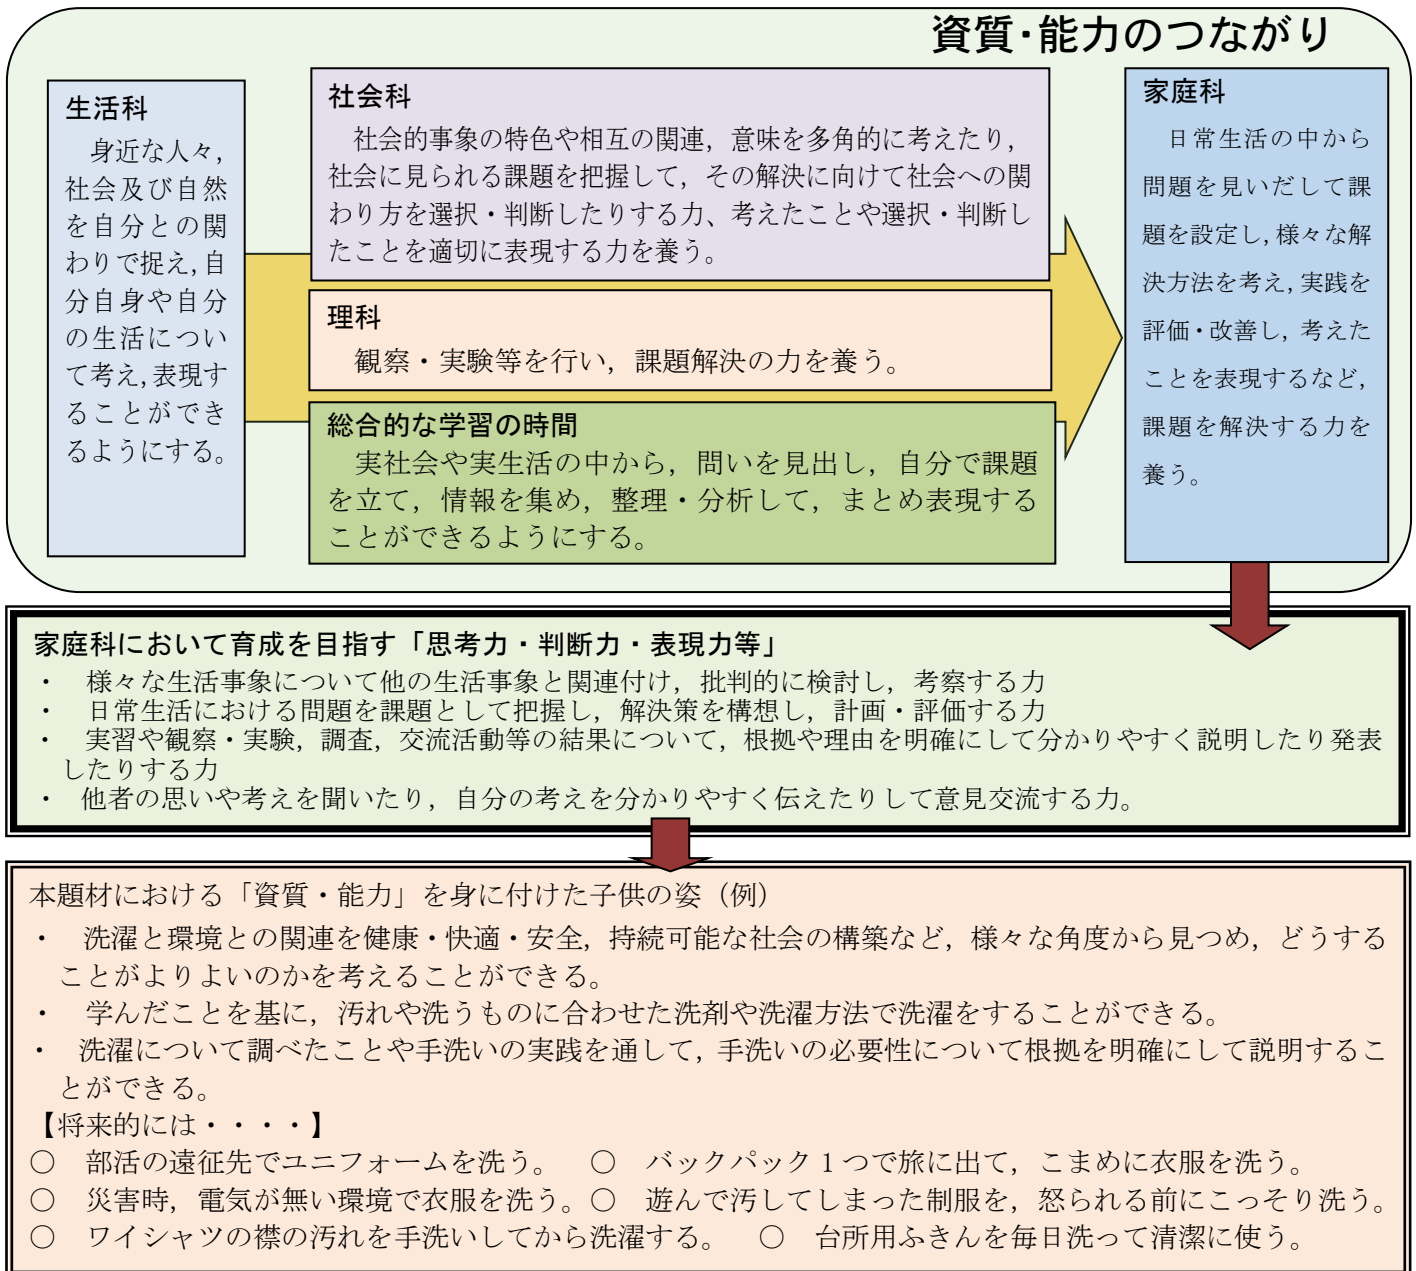 資質・能力のつながり
生活科
身近な人々，
社会及び自然
を自分との関
わりで捉え，自
分自身や自分
の生活につい
て考え，表現す
ることができ
るようにする。
社会科
社会的事象の特色や相互の関連，意味を多角的に考えたり，
社会に見られる課題を把握して，その解決に向けて社会への関
わり方を選択・判断したりする力、考えたことや選択・判断し
たことを適切に表現する力を養う。
理科
観察・実験等を行い，課題解決の力を養う。
総合的な学習の時間
実社会や実生活の中から，問いを見出し，自分で課題
を立て，情報を集め，整理・分析して，まとめ表現する
ことができるようにする。
家庭科
日常生活の中から
問題を見いだして課
題を設定し，様々な解
決方法を考え，実践を
評価・改善し，考えた
ことを表現するなど，
課題を解決する力を
養う。
家庭科において育成を目指す「思考力・判断力・表現力等」
・　様々な生活事象について他の生活事象と関連付け，批判的に検討し，考察する力
・　日常生活における問題を課題として把握し，解決策を構想し，計画・評価する力
・　実習や観察・実験，調査，交流活動等の結果について，根拠や理由を明確にして分かりやすく説明したり発表
したりする力
・　他者の思いや考えを聞いたり，自分の考えを分かりやすく伝えたりして意見交流する力。
本題材における「資質・能力」を身に付けた子供の姿（例）
・　洗濯と環境との関連を健康・快適・安全，持続可能な社会の構築など，様々な角度から見つめ，どうする
ことがよりよいのかを考えることができる。
・　学んだことを基に，汚れや洗うものに合わせた洗剤や洗濯方法で洗濯をすることができる。
・　洗濯について調べたことや手洗いの実践を通して，手洗いの必要性について根拠を明確にして説明するこ
とができる。
【将来的には・・・・】
○　部活の遠征先でユニフォームを洗う。　○　バックパック１つで旅に出て，こまめに衣服を洗う。
○　災害時，電気が無い環境で衣服を洗う。○　遊んで汚してしまった制服を，怒られる前にこっそり洗う。
○　ワイシャツの襟の汚れを手洗いしてから洗濯する。　○　台所用ふきんを毎日洗って清潔に使う。